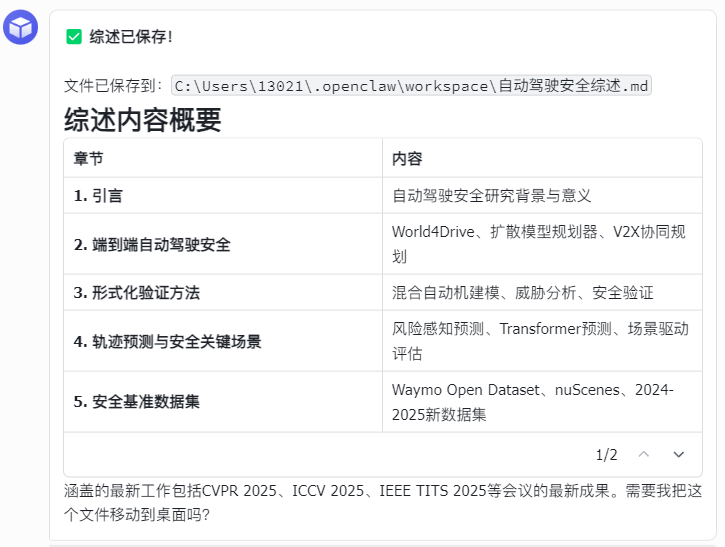 综述已保存！
文件已保存到：C:\Users\13021\.openclaw\workspace\自动驾驶安全综述.md
综述内容概要
章节 内容
1. 引言 自动驾驶安全研究背景与意义
2. 端到端自动驾驶安全 World4Drive、扩散模型规划器、V2X协同规
划
3. 形式化验证方法 混合自动机建模、威胁分析、安全验证
4. 轨迹预测与安全关键场景 风险感知预测、Transformer预测、场景驱动
评估
5. 安全基准数据集 Waymo Open Dataset、nuScenes、2024-
2025新数据集
1/2
涵盖的最新工作包括CVPR 2025、ICCV 2025、IEEE TITS 2025等会议的最新成果。需要我把这
个文件移动到桌面吗？